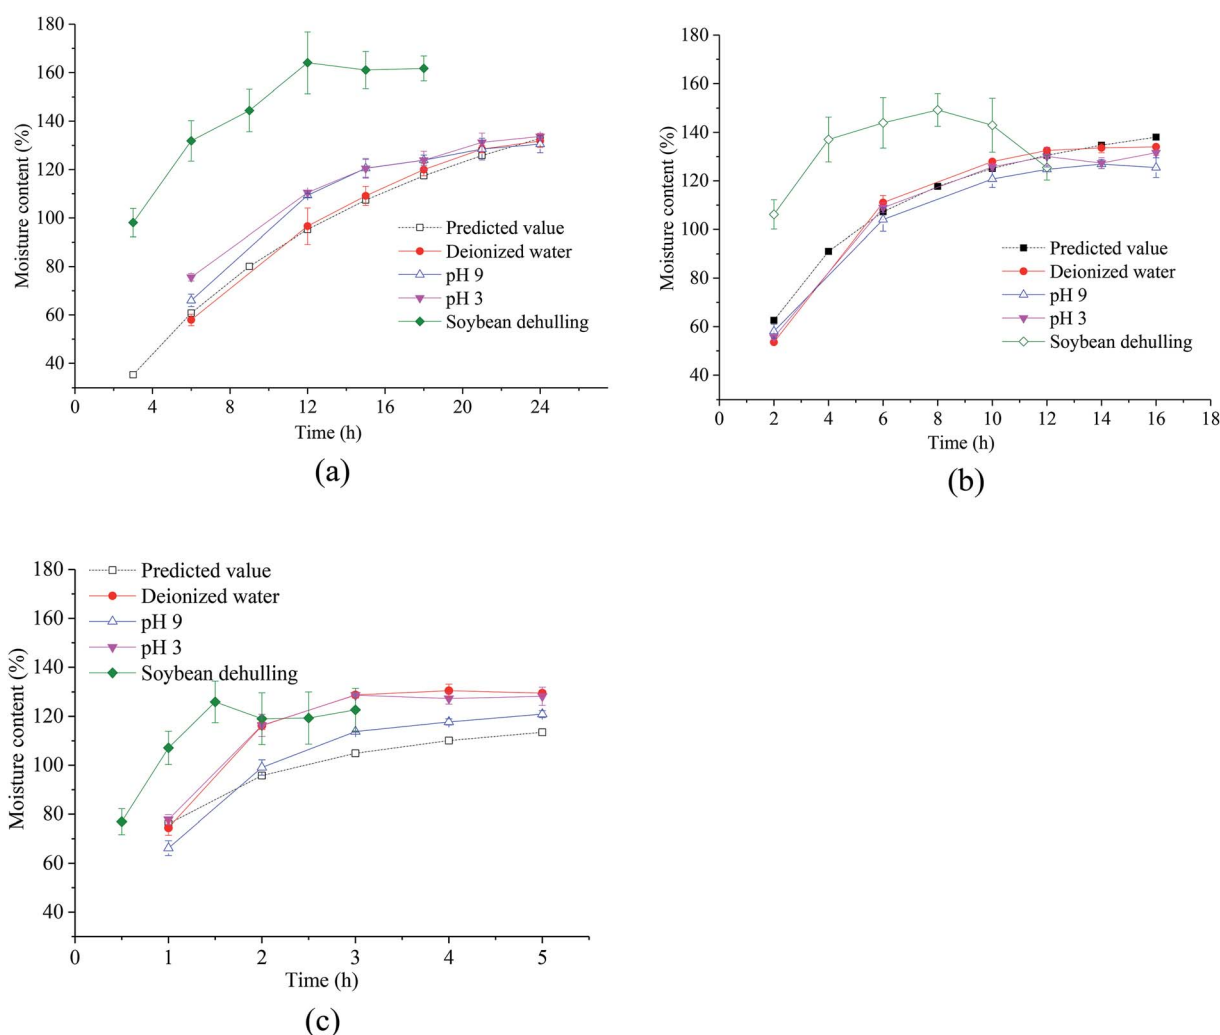 180
160
140
120
100
80
60
40
Moisture content (%)
Predicted value
Deionized water
pH 9
pH 3
Soybean dehulling
0 4 8 12 16 20 24
Time (h)
(a)
180
160
140
120
100
80
60
40
Moisture content (%)
Predicted value
Deionized water
pH 9
pH 3
Soybean dehulling
0 2 4 6 8 10 12 14 16 18
Time (h)
(b)
180
160
140
120
100
80
60
40
Moisture content (%)
Predicted value
Deionized water
pH 9
pH 3
Soybean dehulling
0 1 2 3 4 5
Time (h)
(c)